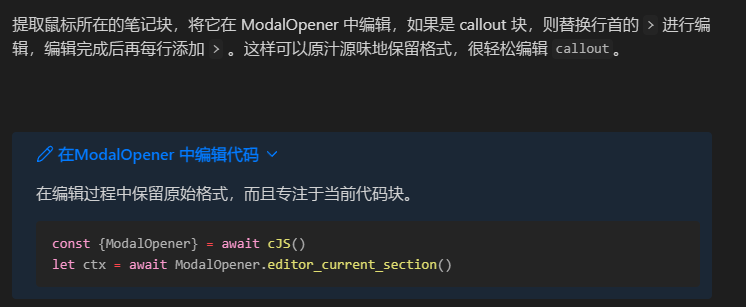 提取鼠标所在的笔记块，将它在 ModalOpener 中编辑，如果是 callout 块，则替换行首的 > 进行编
辑，编辑完成后再每行添加 > 。这样可以原汁源味地保留格式，很轻松编辑 callout。
在ModalOpener 中编辑代码
在编辑过程中保留原始格式，而且专注于当前代码块。
const {ModalOpener} = await cJS()
let ctx = await ModalOpener.editor_current_section()